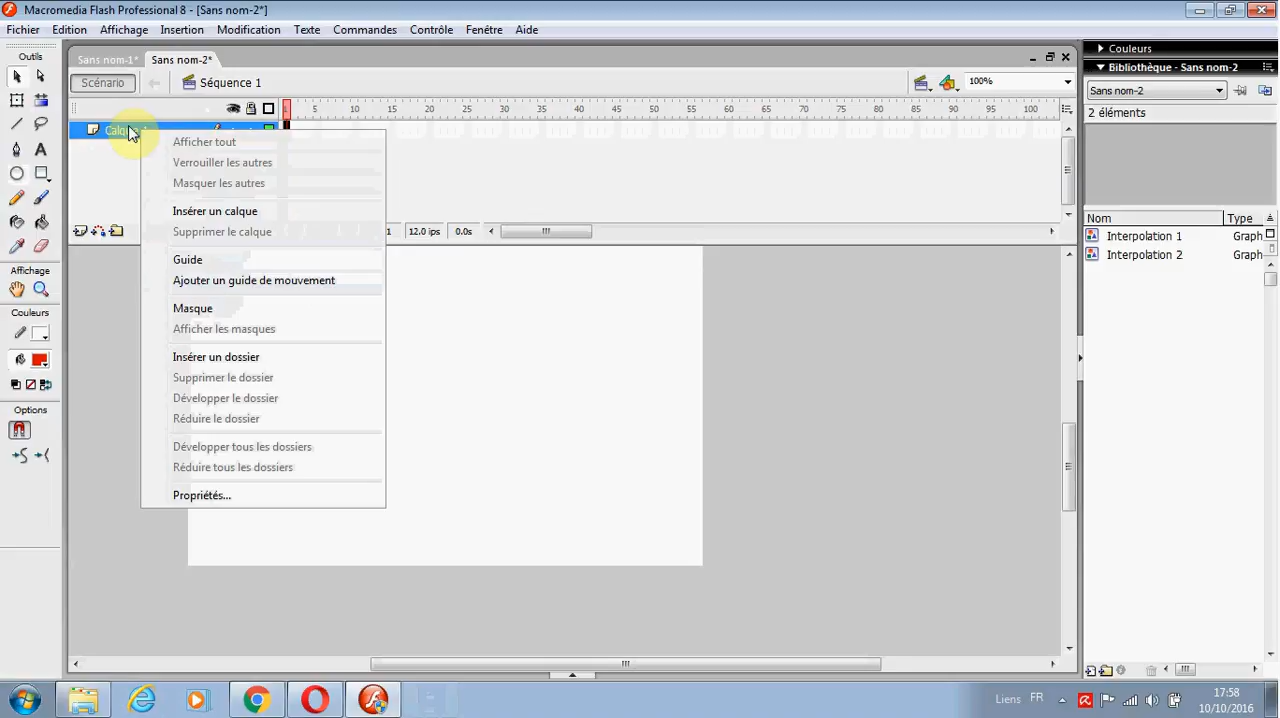 Macromedia Flash Professional 8 - [Sans nom-2*]
Fichier Edition Affichage Insertion Modification Texte Commandes Contrôle Fenêtre Aide
Outils
Sans nom-1* Sans nom-2*
Couleurs
Bibliothèque - Sans nom-2
Scénario
Séquence 1
100%
Sans nom-2
2 éléments
5 10 15 20 25 30 35 40 45 50 55 60 65 70 75 80 85 90 95 100
Afficher tout
Verrouiller les autres
Masquer les autres
Insérer un calque
Supprimer le calque
1 12.0 ips 0.0s
Nom Type
Interpolation 1 Graph
Interpolation 2 Graph
Guide
Ajouter un guide de mouvement
Affichage
Masque
Couleurs
Afficher les masques
Insérer un dossier
Supprimer le dossier
Développer le dossier
Options
Réduire le dossier
Développer tous les dossiers
Réduire tous les dossiers
Propriétés...
Liens FR
17:58
10/10/2016